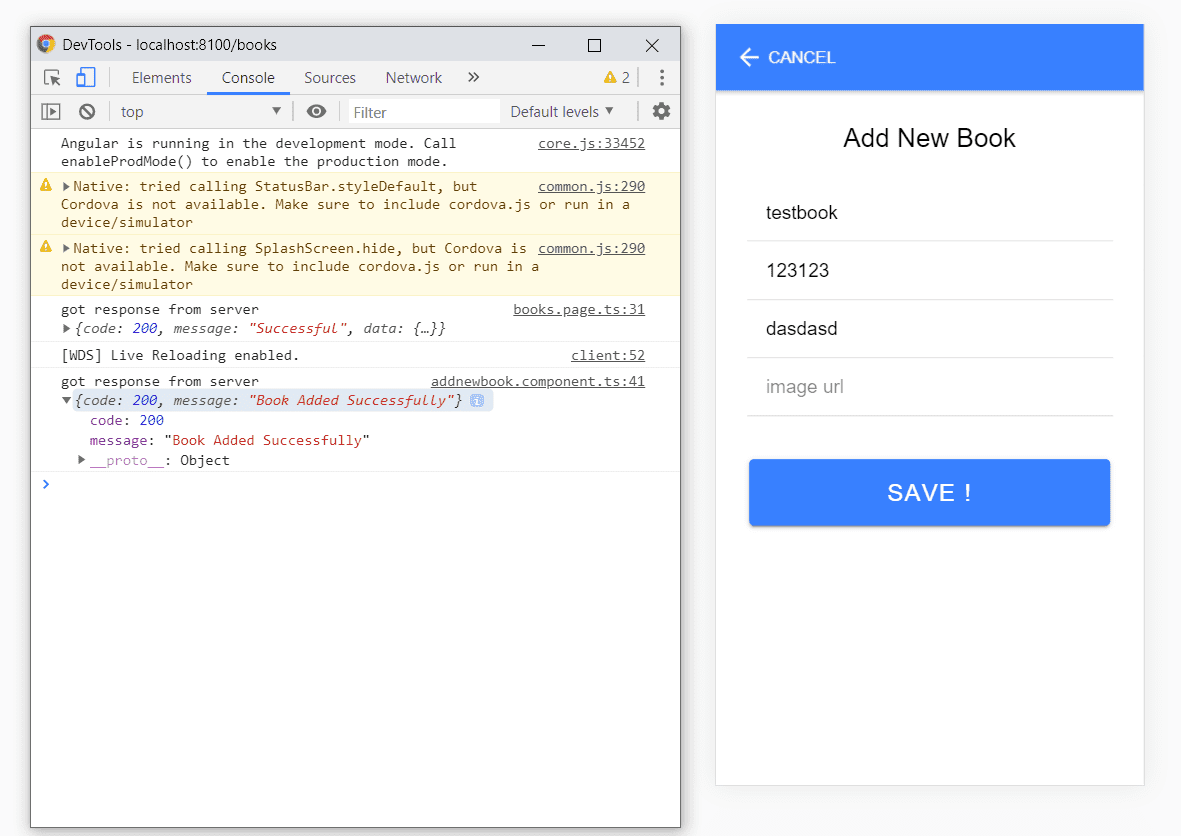 DevTools - localhost:8100/books
Elements Console Sources Network » 2
top Filter Default levels
Angular is running in the development mode. Call core.js:33452
enableProdMode() to enable the production mode.
Native: tried calling StatusBar.styleDefault, but common.js:290
Cordova is not available. Make sure to include cordova.js or run in a
device/simulator
Native: tried calling SplashScreen.hide, but Cordova is common.js:290
not available. Make sure to include cordova.js or run in a
device/simulator
got response from server books.page.ts:31
{code: 200, message: "Successful", data: {…}}
[WDS] Live Reloading enabled. client:52
got response from server addnewbook.component.ts:41
{code: 200, message: "Book Added Successfully"} i
code: 200
message: "Book Added Successfully"
__proto__: Object
CANCEL
Add New Book
testbook
123123
dasdasd
image url
SAVE !